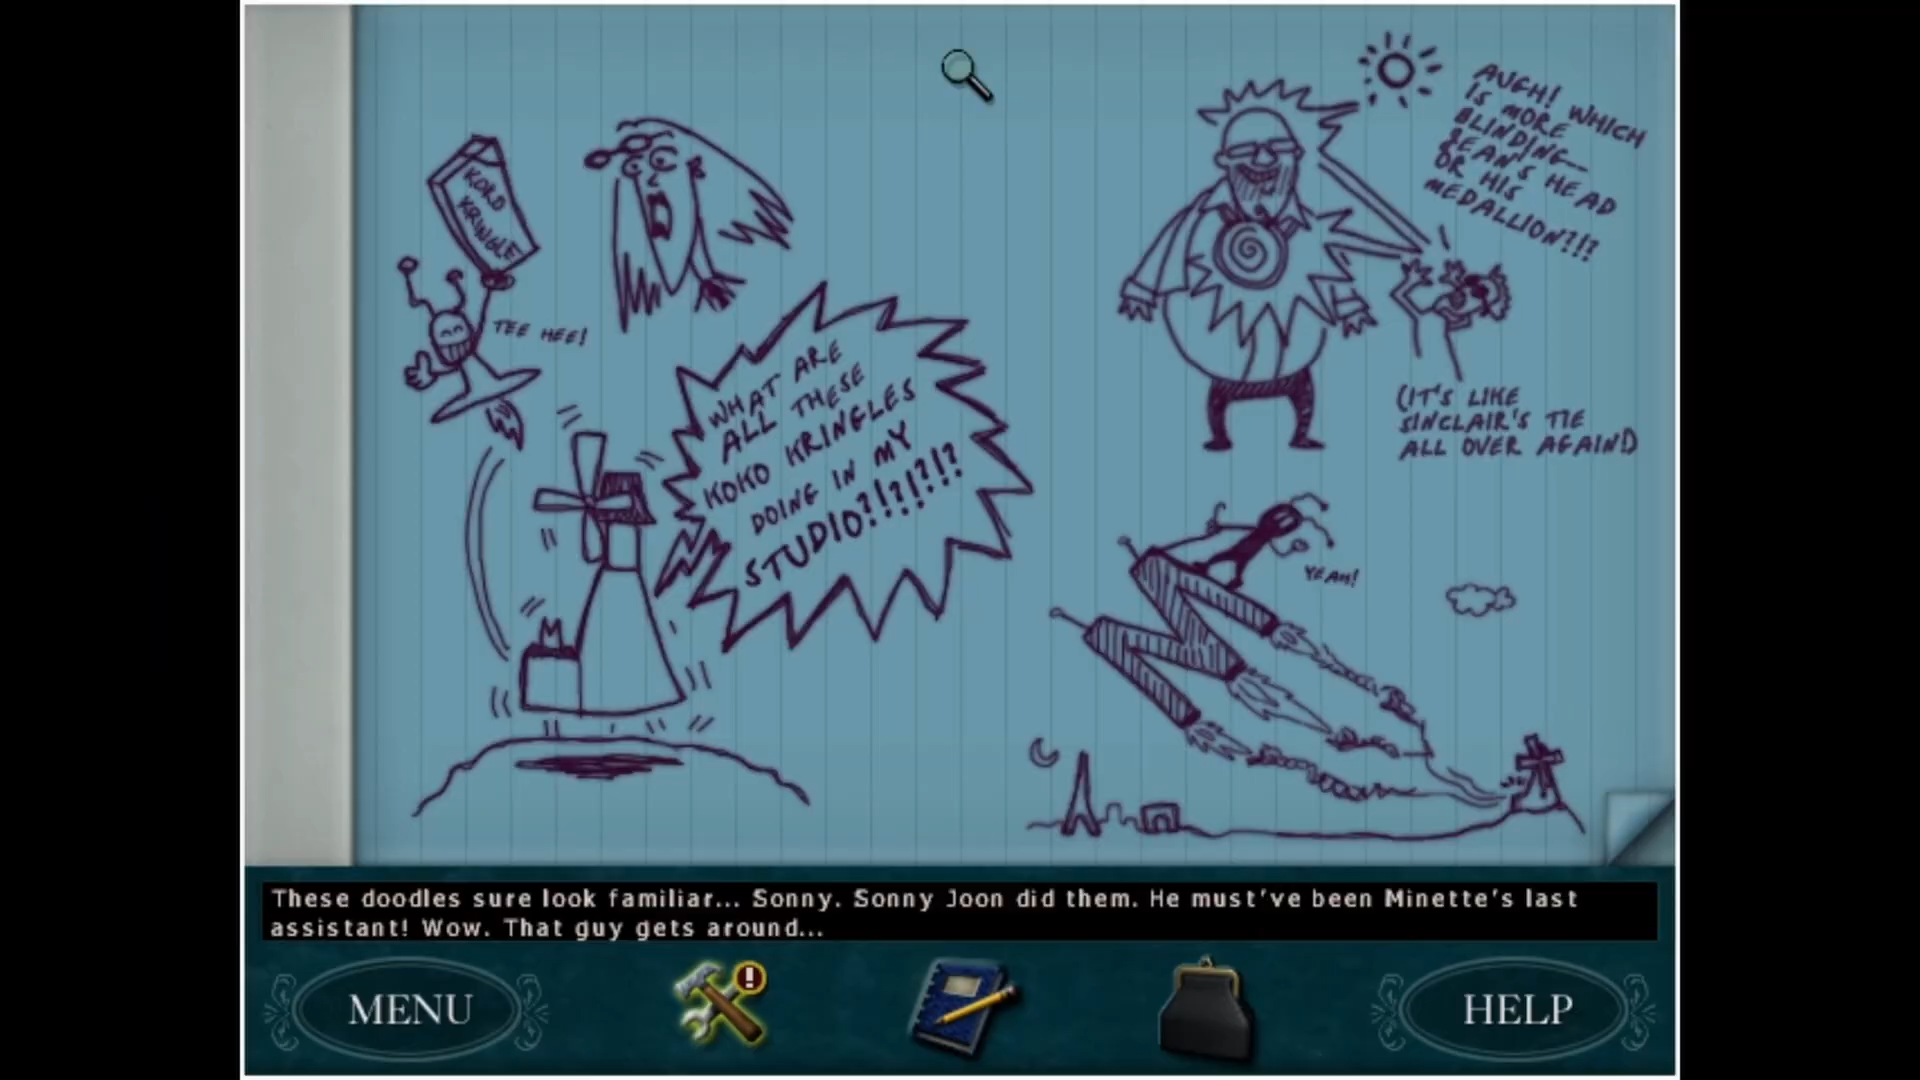 KOKO
KRINGLE
TEE HEE!
WHAT ARE
ALL THESE
KOKO KRINGLES
DOING IN MY
STUDIO?!?!?!?
AUGH! WHICH
IS MORE
BLINDING--
BEAN'S HEAD
OR HIS
MEDALLION?!?
(IT'S LIKE
SINCLAIR'S TIE
ALL OVER AGAIN!)
YEAH!
These doodles sure look familiar... Sonny. Sonny Joon did them. He must've been Minette's last
assistant! Wow. That guy gets around...
MENU
HELP